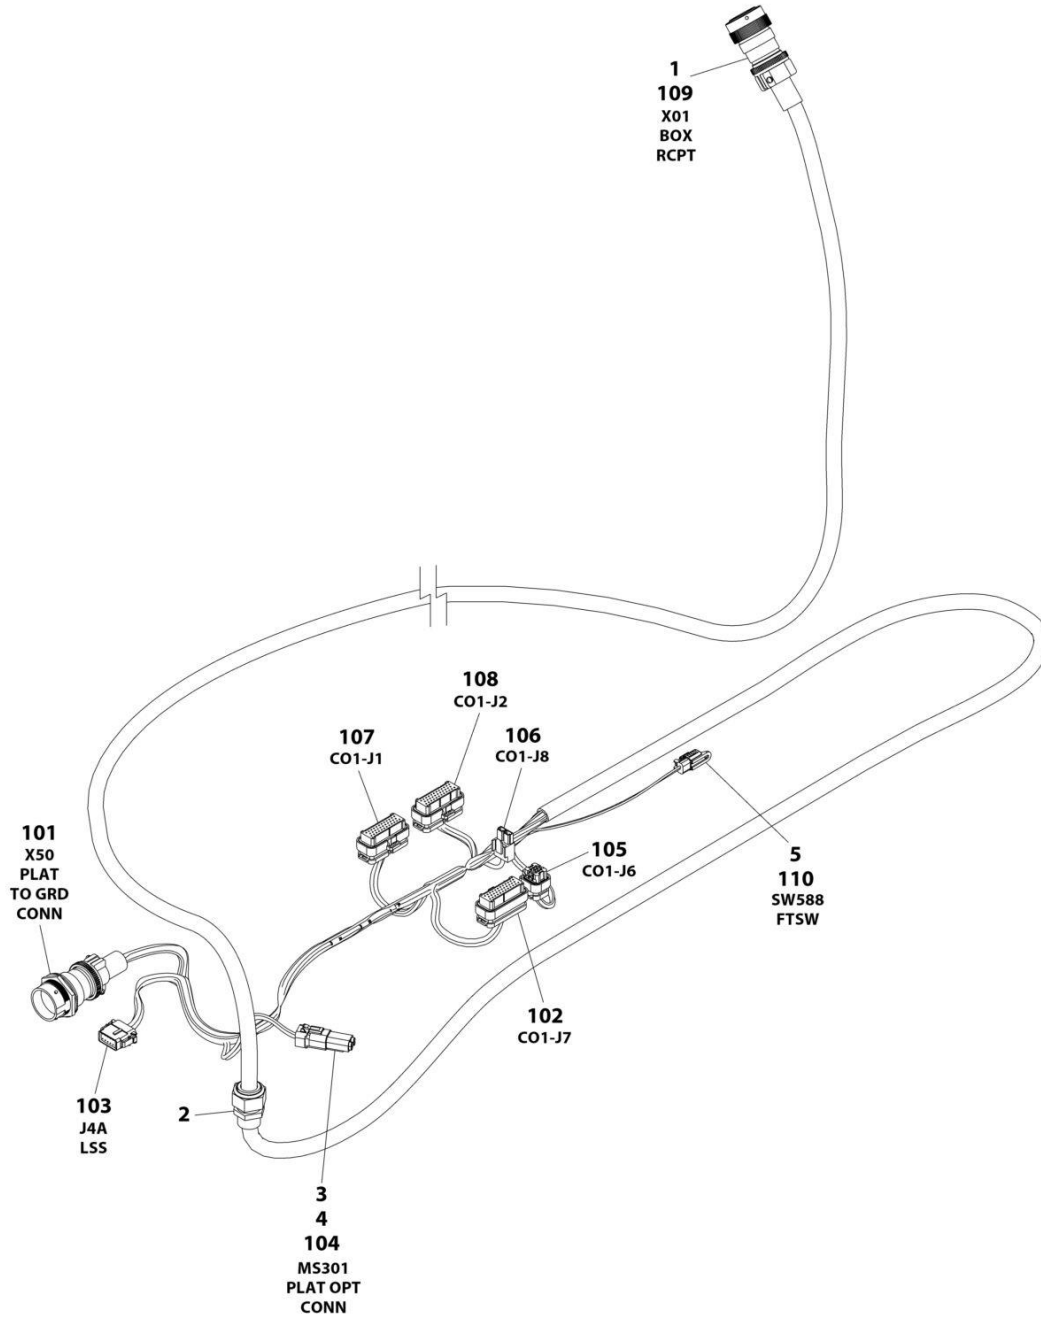 1
109
X01
BOX
RCPT
108
CO1-J2
107
CO1-J1
106
CO1-J8
101
X50
PLAT
TO GRD
CONN
105
CO1-J6
5
110
SW588
FTSW
102
CO1-J7
103
J4A
LSS
2
3
4
104
MS301
PLAT OPT
CONN